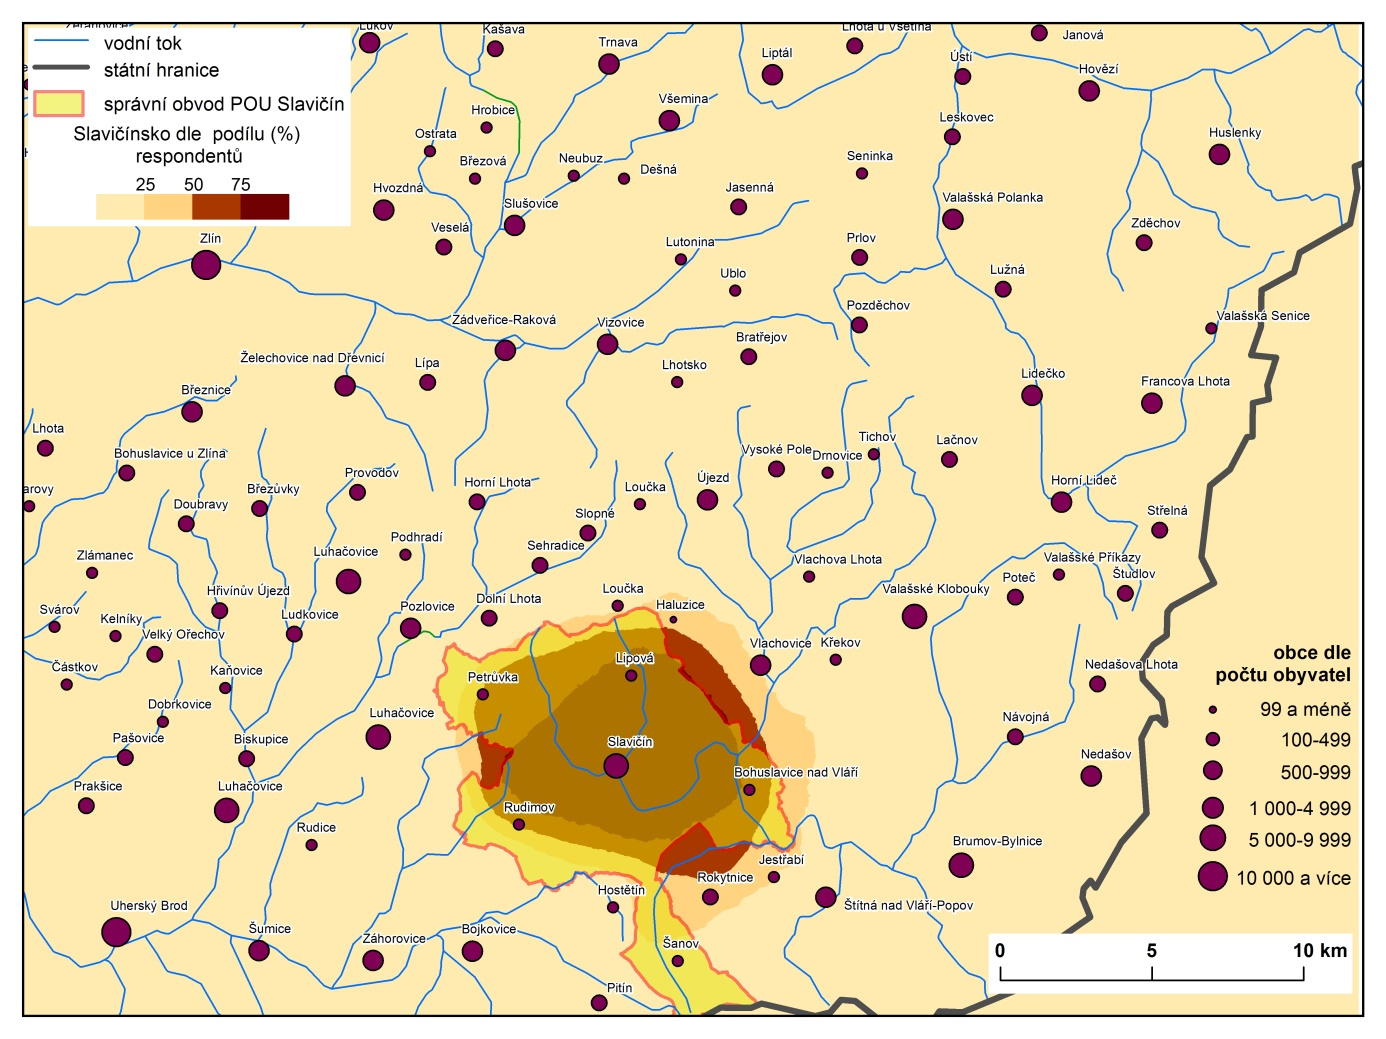 Lukov
Kašava
Trnava
Liptál
Lhota u Vsetína
Janová
vodní tok
státní hranice
správní obvod POU Slavičín
Slavičínsko dle podílu (%)
respondentů
25 50 75
Ústí
Hovězí
Hrobice
Všemina
Leskovec
Huslenky
Ostrata
Březová
Neubuz
Dešná
Seninka
Hvozdná
Slušovice
Jasenná
Valašská Polanka
Veselá
Zlín
Lutonina
Prlov
Zděchov
Ublo
Lužná
Pozděchov
Zádveřice-Raková
Vizovice
Bratřejov
Valašská Senice
Želechovice nad Dřevnicí
Lípa
Lhotsko
Lidečko
Francova Lhota
Březnice
Lhota
Bohuslavice u Zlína
Vysoké Pole
Drnovice
Tichov
Lačnov
arovy
Doubravy
Březůvky
Provodov
Horní Lhota
Loučka
Újezd
Horní Lideč
Slopné
Střelná
Zlámanec
Luhačovice
Podhradí
Sehradice
Vlachova Lhota
Valašské Příkazy
Študlov
Poteč
Valašské Klobouky
Svárov
Kelníky
Hřivínův Újezd
Ludkovice
Pozlovice
Dolní Lhota
Loučka
Haluzice
Velký Ořechov
Vlachovice
Křekov
Částkov
Kaňovice
Petrůvka
Lipová
Nedašova Lhota
obce dle
počtu obyvatel
99 a méně
100-499
500-999
1 000-4 999
5 000-9 999
10 000 a více
Dobrkovice
Luhačovice
Návojná
Pašovice
Biskupice
Slavičín
Nedašov
Prakšice
Luhačovice
Bohuslavice nad Vláří
Rudimov
Rudice
Brumov-Bylnice
Jestřabí
Rokytnice
Hostětín
Štítná nad Vláří-Popov
Uherský Brod
Šumice
Záhorovice
Bojkovice
Šanov
Pitín
0 5 10 km